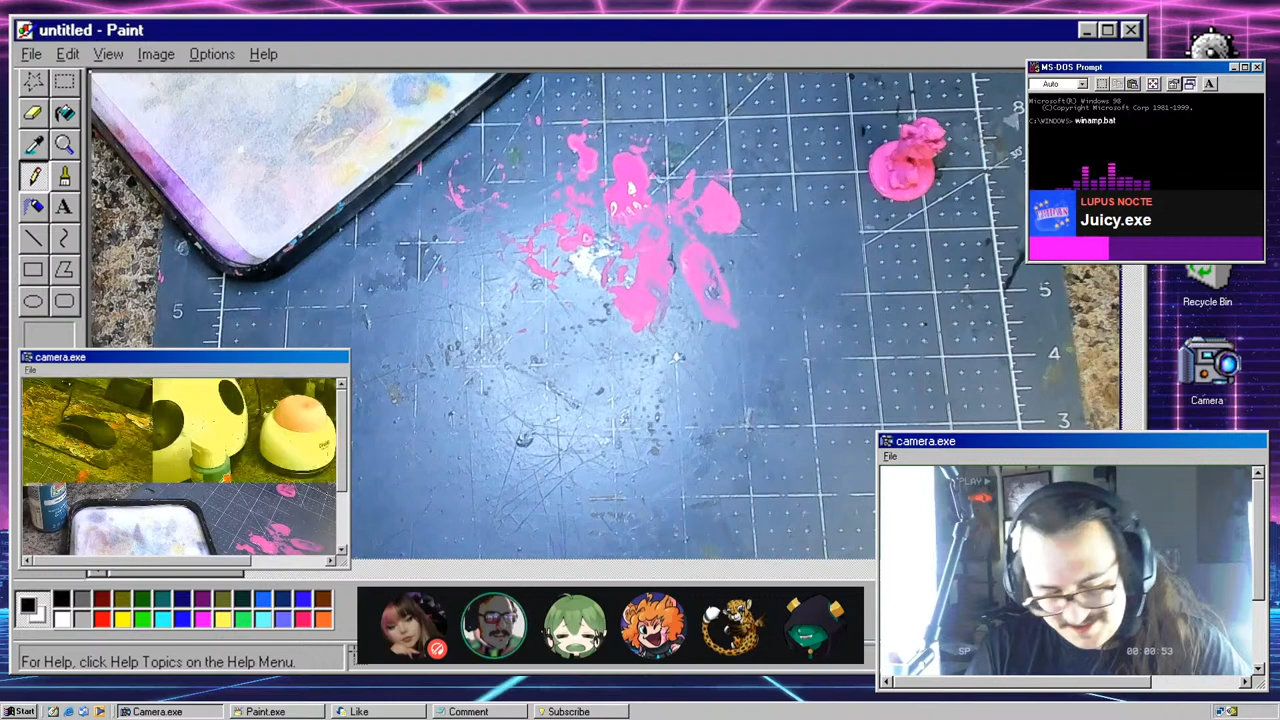 untitled - Paint
File Edit View Image Options Help
MS-DOS Prompt
Auto
Microsoft(R) Windows 98
(C)Copyright Microsoft Corp 1981-1999.
C:\WINDOWS> winamp.bat
LUPUS NOCTE
Juicy.exe
Recycle Bin
Camera
8
6
5
5
4
3
camera.exe
File
camera.exe
File
PLAY
SP 00:00:53
For Help, click Help Topics on the Help Menu.
Start Camera.exe Paint.exe Like Comment Subscribe